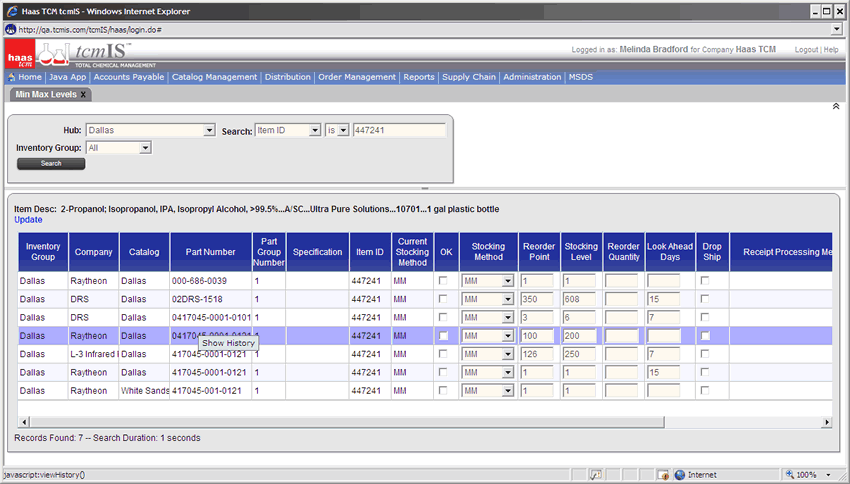 Haas TCM tcmIS - Windows Internet Explorer
http://qa.tcmis.com/tcmIS/haas/login.do#
haas tcm
tcmIS™
TOTAL CHEMICAL MANAGEMENT
Logged in as: Melinda Bradford for Company Haas TCM Logout | Help
Home | Java App | Accounts Payable | Catalog Management | Distribution | Order Management | Reports | Supply Chain | Administration | MSDS
Min Max Levels X
Hub: Dallas Search: Item ID is 447241
Inventory Group: All
Search
Item Desc: 2-Propanol; Isopropanol, IPA, Isopropyl Alcohol, >99.5%...A/SC...Ultra Pure Solutions...10701...1 gal plastic bottle
Update
Inventory Group Company Catalog Part Number Part Group Number Specification Item ID Current Stocking Method OK Stocking Method Reorder Point Stocking Level Reorder Quantity Look Ahead Days Drop Ship Receipt Processing Me
Dallas Raytheon Dallas 000-686-0039 1 447241 MM MM 1 1
Dallas DRS Dallas 02DRS-1518 1 447241 MM MM 350 608 15
Dallas DRS Dallas 0417045-0001-0101 1 447241 MM MM 3 6 7
Dallas Raytheon Dallas 0417045-0001-0121 1 447241 MM MM 100 200
Show History
Dallas L-3 Infrared Dallas 417045-0001-0121 1 447241 MM MM 126 250 7
Dallas Raytheon Dallas 417045-001-0121 1 447241 MM MM 1 1 15
Dallas Raytheon White Sands 417045-001-0121 1 447241 MM MM 1 1
Records Found: 7 -- Search Duration: 1 seconds
javascript:viewHistory() Internet 100%